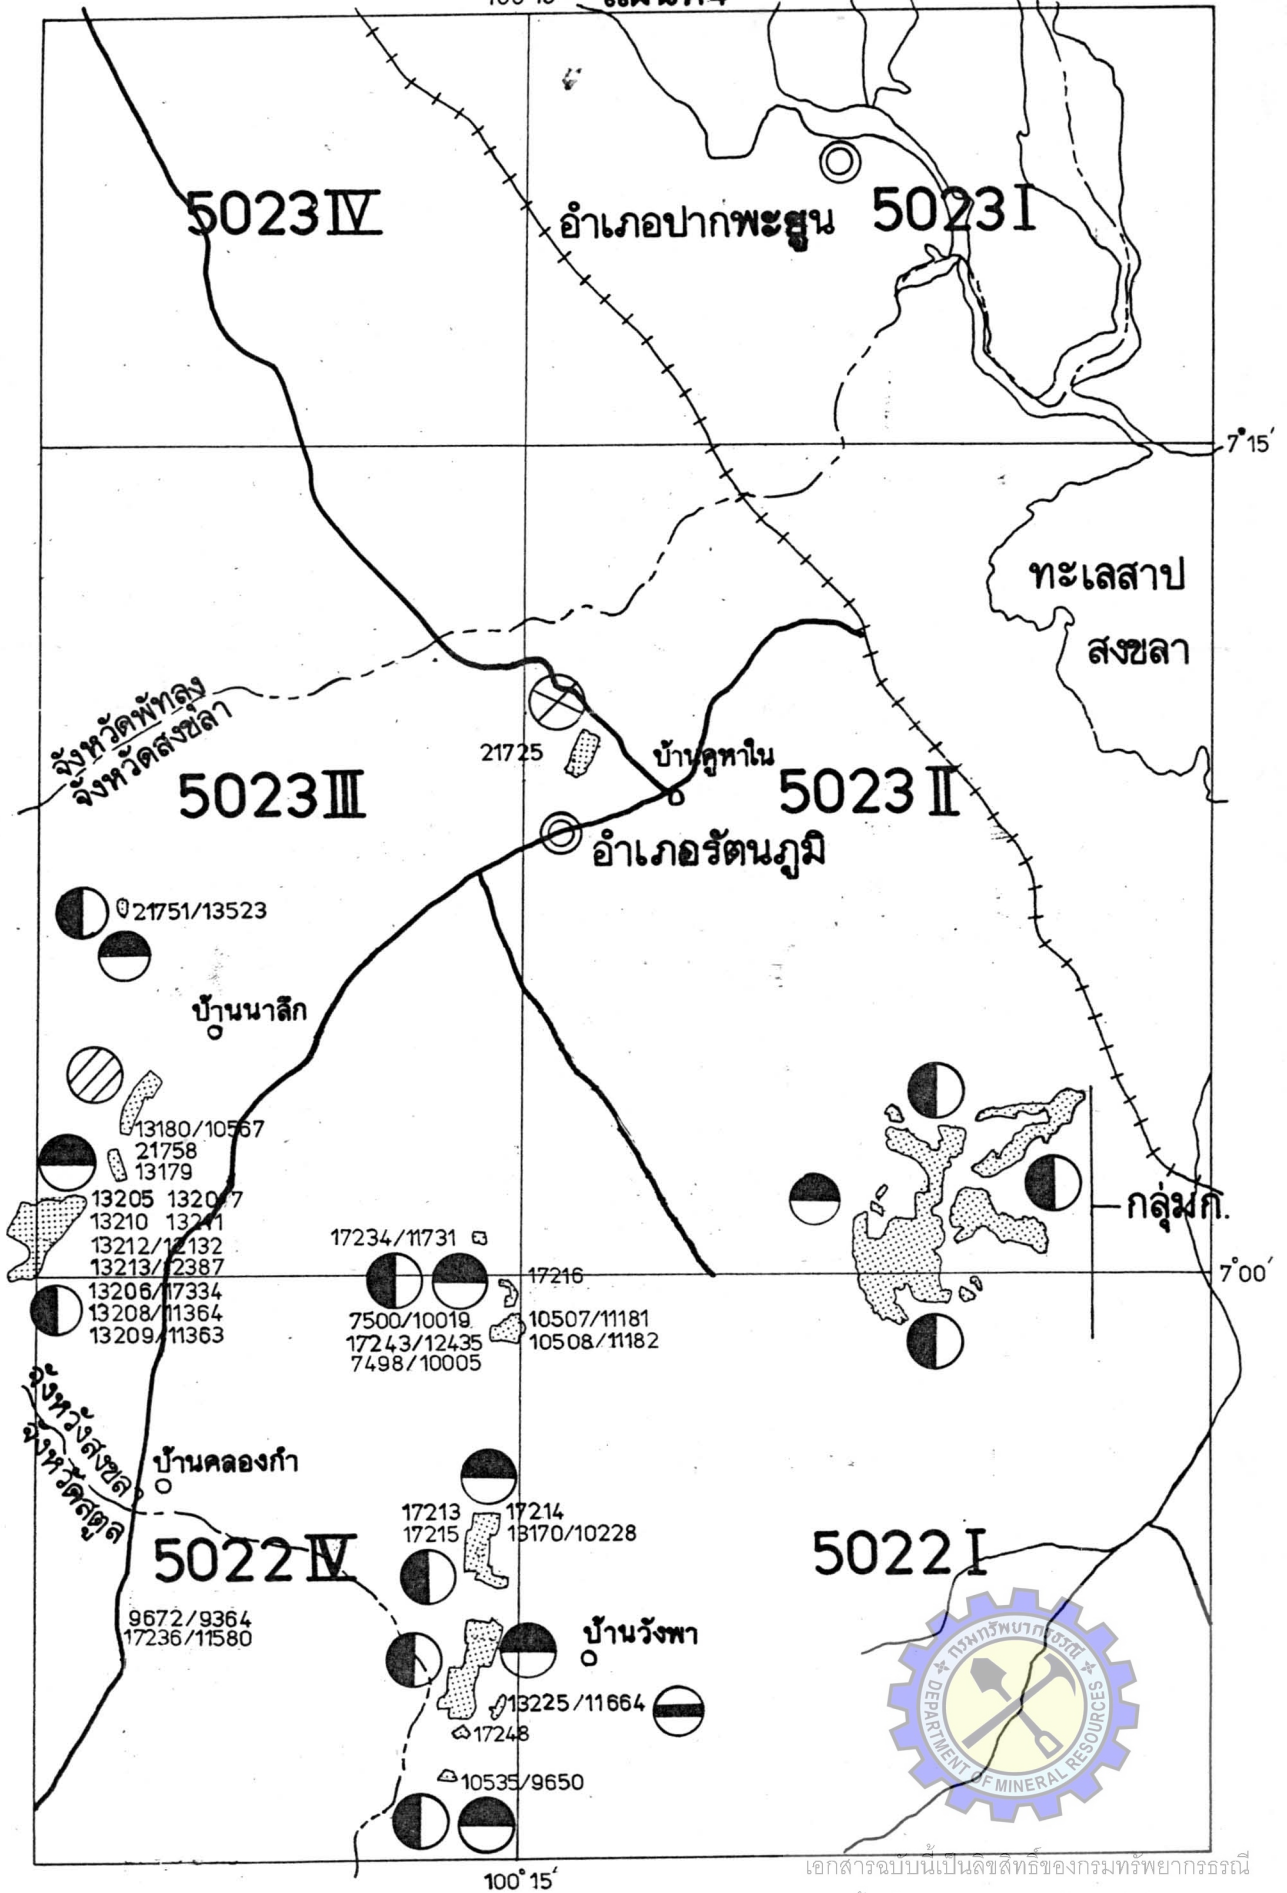 5023 IV
อำเภอปากพะยูน
5023 I
7°15′
ทะเลสาป
สงขลา
จังหวัดพัทลุง
จังหวัดสงขลา
21725
บ้านคูหาใน
5023 III
5023 II
อำเภอรัตนภูมิ
21751/13523
บ้านนาลึก
13180/10567
21758
13179
13205 13207
13210 13211
13212/12132
13213/12387
13206/17334
13208/11364
13209/11363
17234/11731
17216
7500/10019
17243/12435
7498/10005
10507/11181
10508/11182
กลุ่มก.
7°00′
จังหวัดสตูล
บ้านคลองกำ
17213 17214
17215 13170/10228
5022 IV
5022 I
9672/9364
17236/11580
บ้านวังพา
13225/11664
17248
10535/9650
กรมทรัพยากรธรณี
DEPARTMENT OF MINERAL RESOURCES
เอกสารฉบับนี้เป็นลิขสิทธิ์ของกรมทรัพยากรธรณี
100°15′